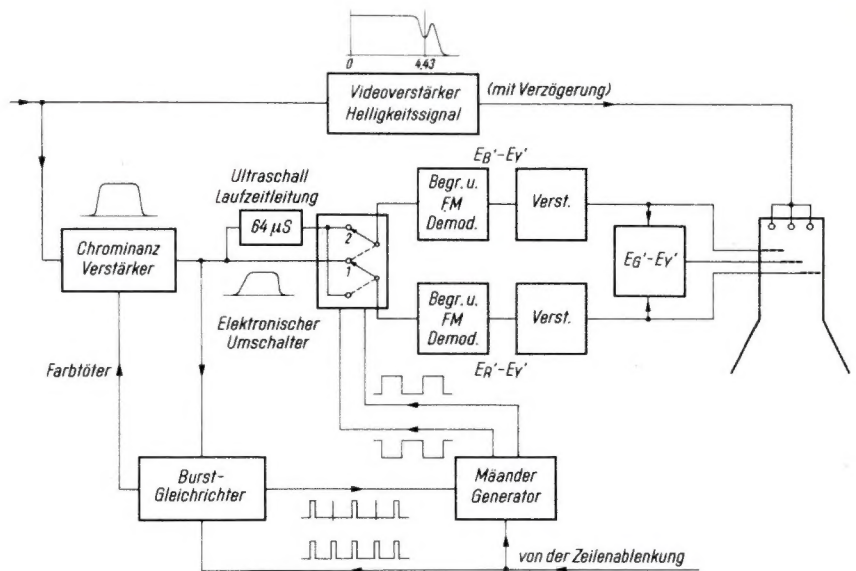 0
4,43
Videoverstärker
Helligkeitssignal
(mit Verzögerung)
Ultraschall
Laufzeitleitung
64 µS
E_B'-E_Y'
Begr. u.
FM
Demod.
Verst.
Chrominanz
Verstärker
2
1
E_G'-E_Y'
Elektronischer
Umschalter
Begr. u.
FM
Demod.
Verst.
E_R'-E_Y'
Farbtöter
Burst-
Gleichrichter
Mäander
Generator
von der Zeilenablenkung